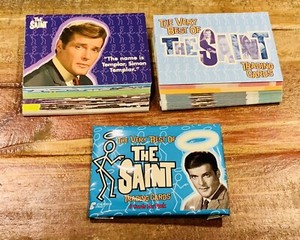 THE
SAINT
"The name is
Templar, Simon
Templar."
THE VERY
BEST OF
THE SAINT
TRADING
CARDS
THE VERY BEST OF
THE
SAINT
TRADING CARDS